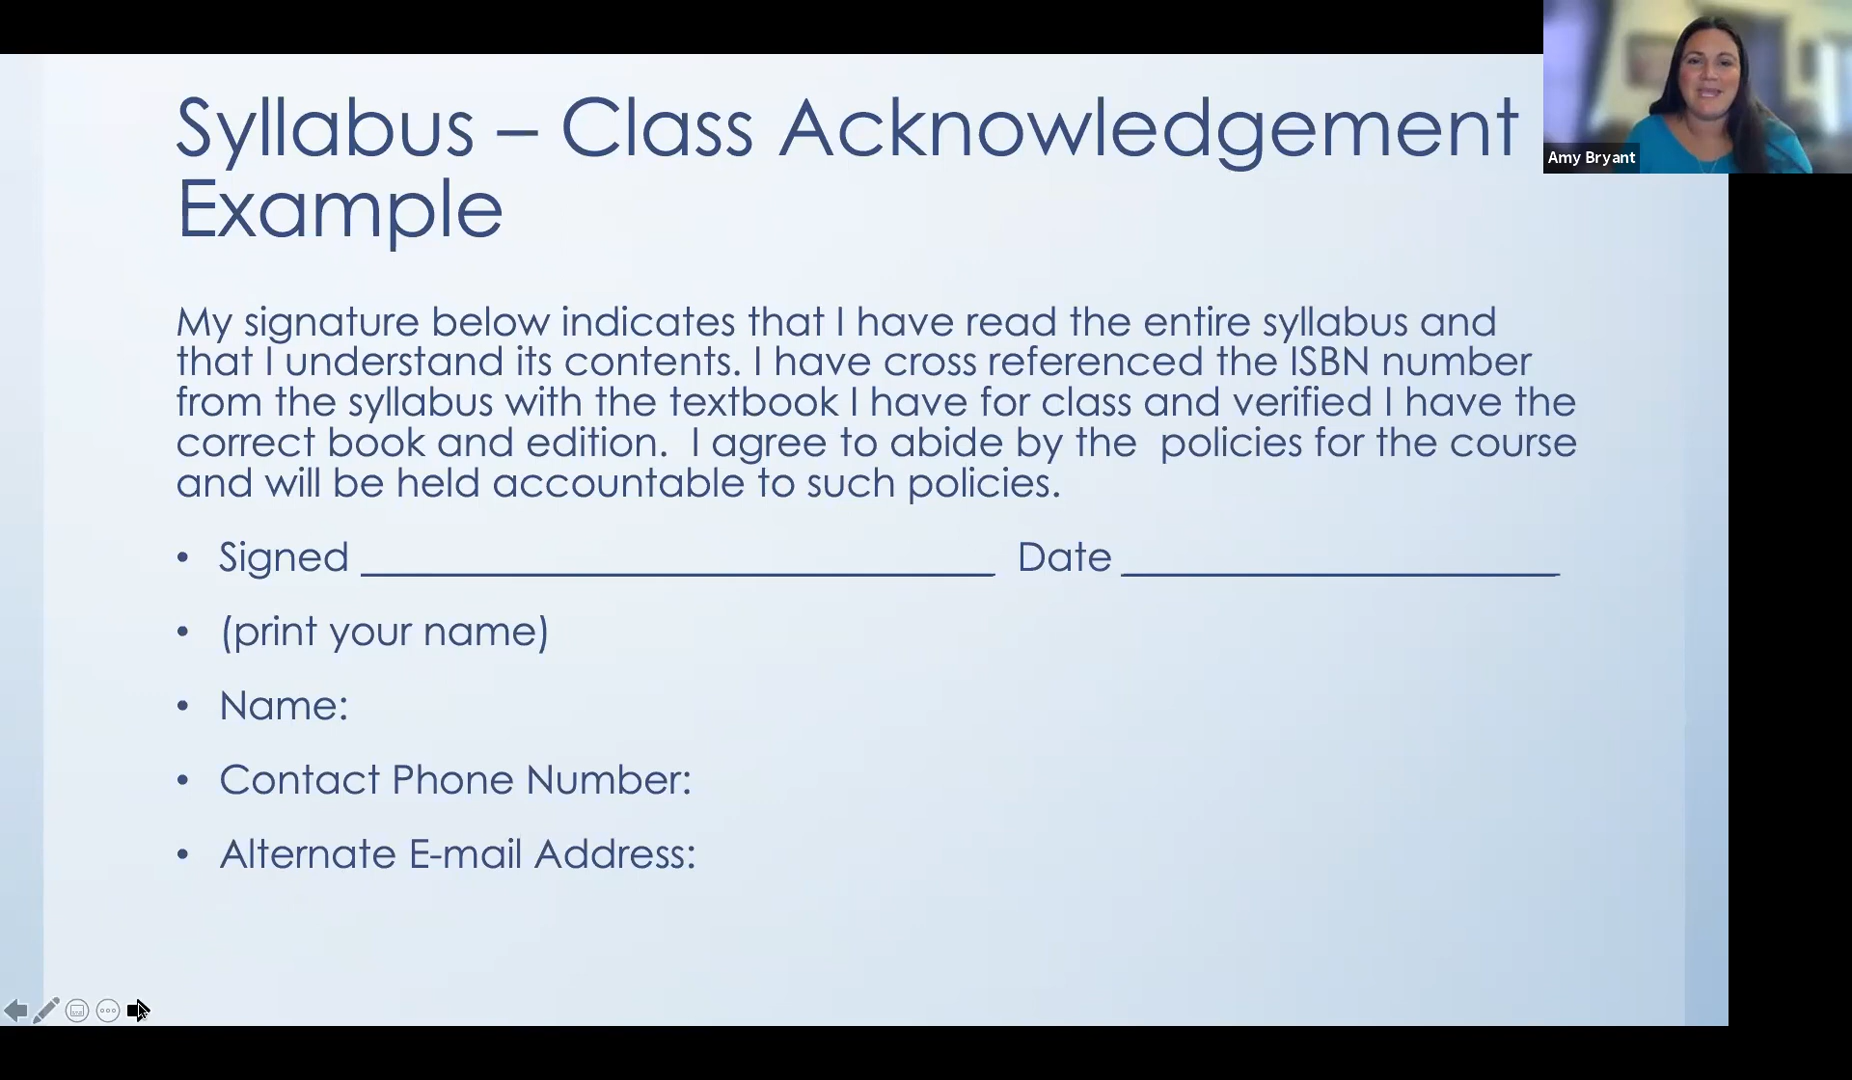 Syllabus – Class Acknowledgement
Example
Amy Bryant
My signature below indicates that I have read the entire syllabus and
that I understand its contents. I have cross referenced the ISBN number
from the syllabus with the textbook I have for class and verified I have the
correct book and edition.  I agree to abide by the  policies for the course
and will be held accountable to such policies.
• Signed ______________________________ Date _____________________
• (print your name)
• Name:
• Contact Phone Number:
• Alternate E-mail Address: